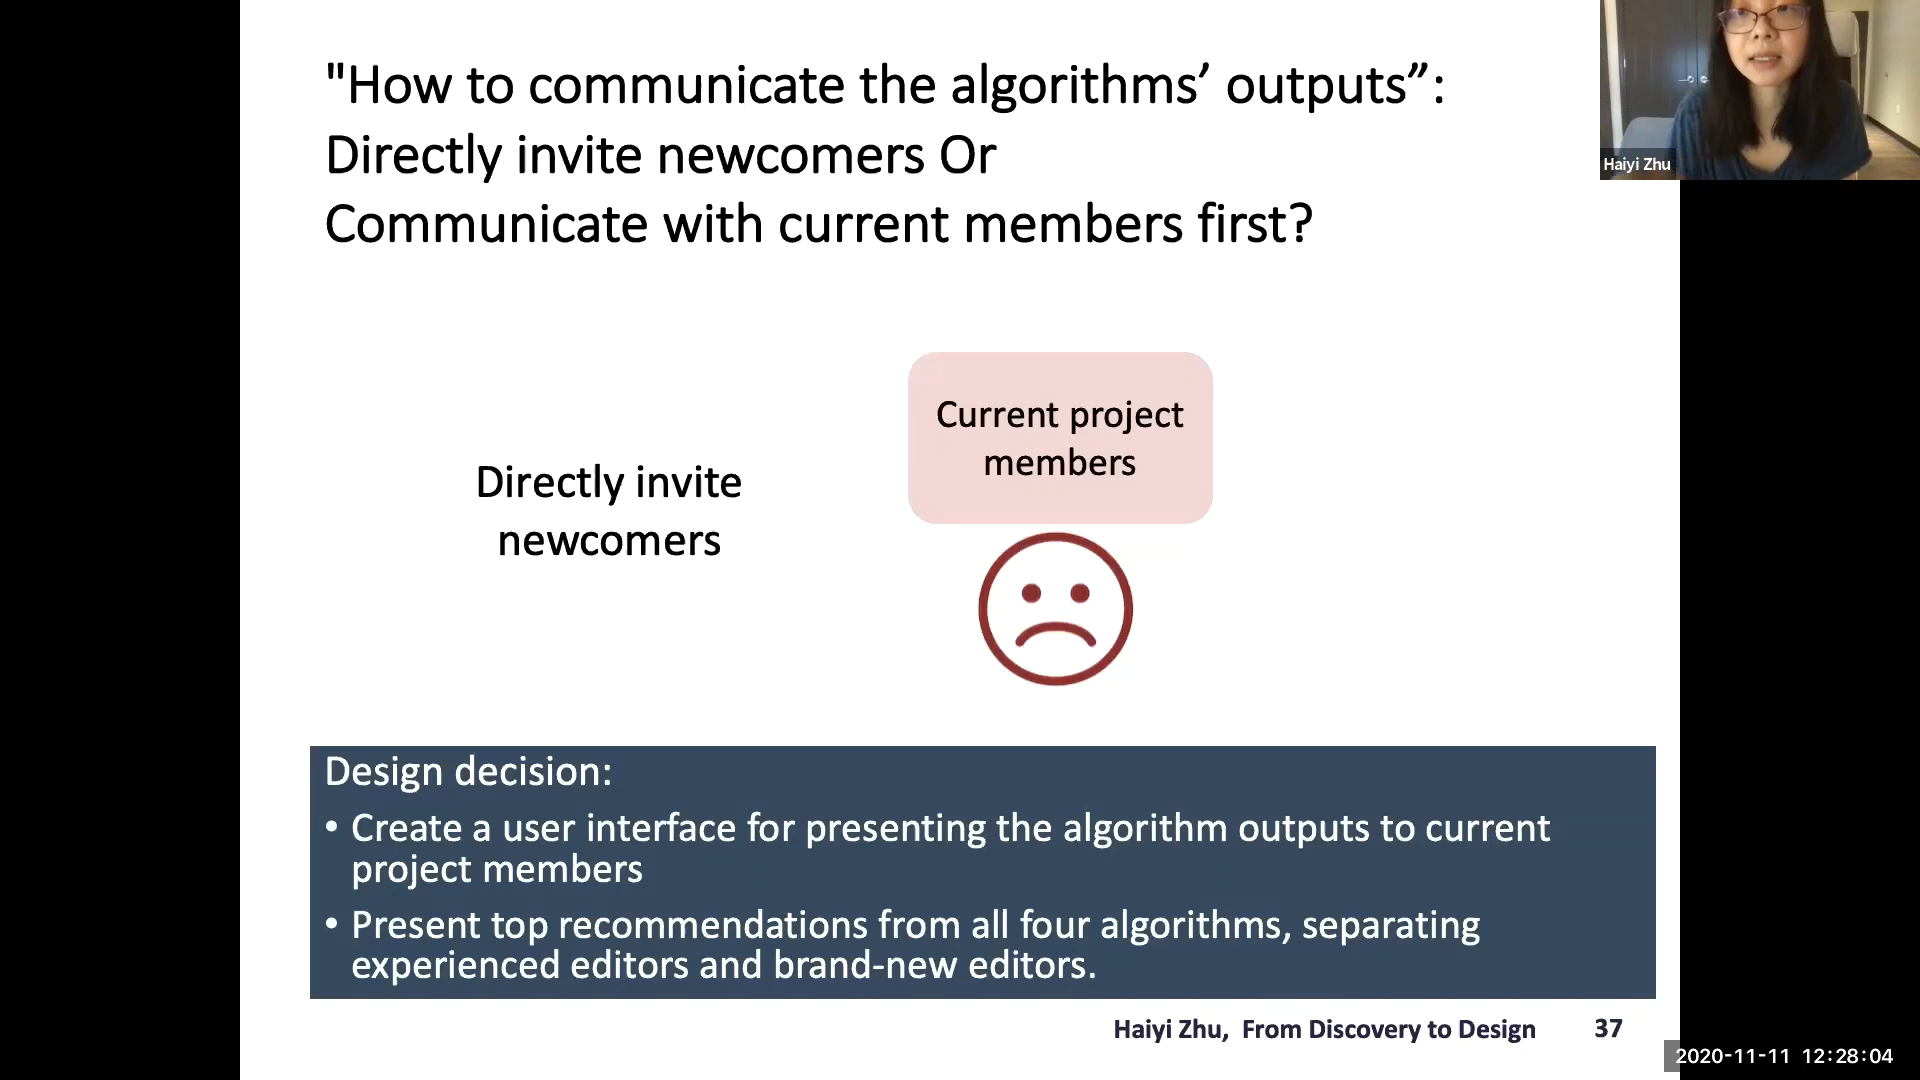 "How to communicate the algorithms’ outputs”:
Directly invite newcomers Or
Communicate with current members first?
Haiyi Zhu
Current project
members
Directly invite
newcomers
Design decision:
• Create a user interface for presenting the algorithm outputs to current
project members
• Present top recommendations from all four algorithms, separating
experienced editors and brand-new editors.
Haiyi Zhu, From Discovery to Design 37
2020-11-11 12:28:04